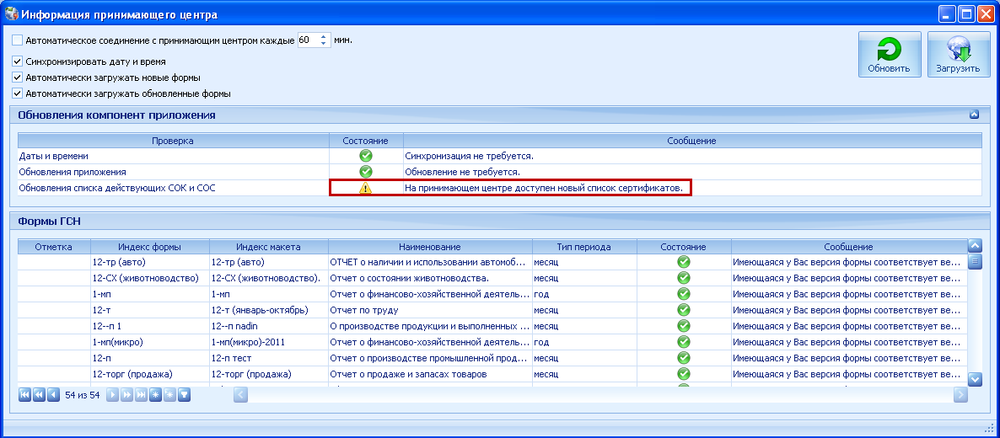 Информация принимающего центра
Автоматическое соединение с принимающим центром каждые 60 мин.
Синхронизировать дату и время
Автоматически загружать новые формы
Автоматически загружать обновленные формы
Обновить
Загрузить
Обновления компонент приложения
Проверка Состояние Сообщение
Даты и времени Синхронизация не требуется.
Обновления приложения Обновление не требуется.
Обновления списка действующих СОК и СОС На принимающем центре доступен новый список сертификатов.
Формы ГСН
Отметка Индекс формы Индекс макета Наименование Тип периода Состояние Сообщение
12-тр (авто) 12-тр (авто) ОТЧЕТ о наличии и использовании автомоб... месяц Имеющаяся у Вас версия формы соответствует ве...
12-СХ (животноводство) 12-СХ (животноводство). Отчет о состоянии животноводства. месяц Имеющаяся у Вас версия формы соответствует ве...
1-мп 1-мп Отчет о финансово-хозяйственной деятель... год Имеющаяся у Вас версия формы соответствует ве...
12-т 12-т (январь-октябрь) Отчет по труду месяц Имеющаяся у Вас версия формы соответствует ве...
12--п 1 12--п nadin О производстве продукции и выполненных ... месяц Имеющаяся у Вас версия формы соответствует ве...
1-мп(микро) 1-мп(микро)-2011 Отчет о финансово-хозяйственной деятель... год Имеющаяся у Вас версия формы соответствует ве...
12-п 12-п тест Отчет о производстве промышленной прод... месяц Имеющаяся у Вас версия формы соответствует ве...
12-торг (продажа) 12-торг (продажа) Отчет о продаже и запасах товаров месяц Имеющаяся у Вас версия формы соответствует ве...
54 из 54